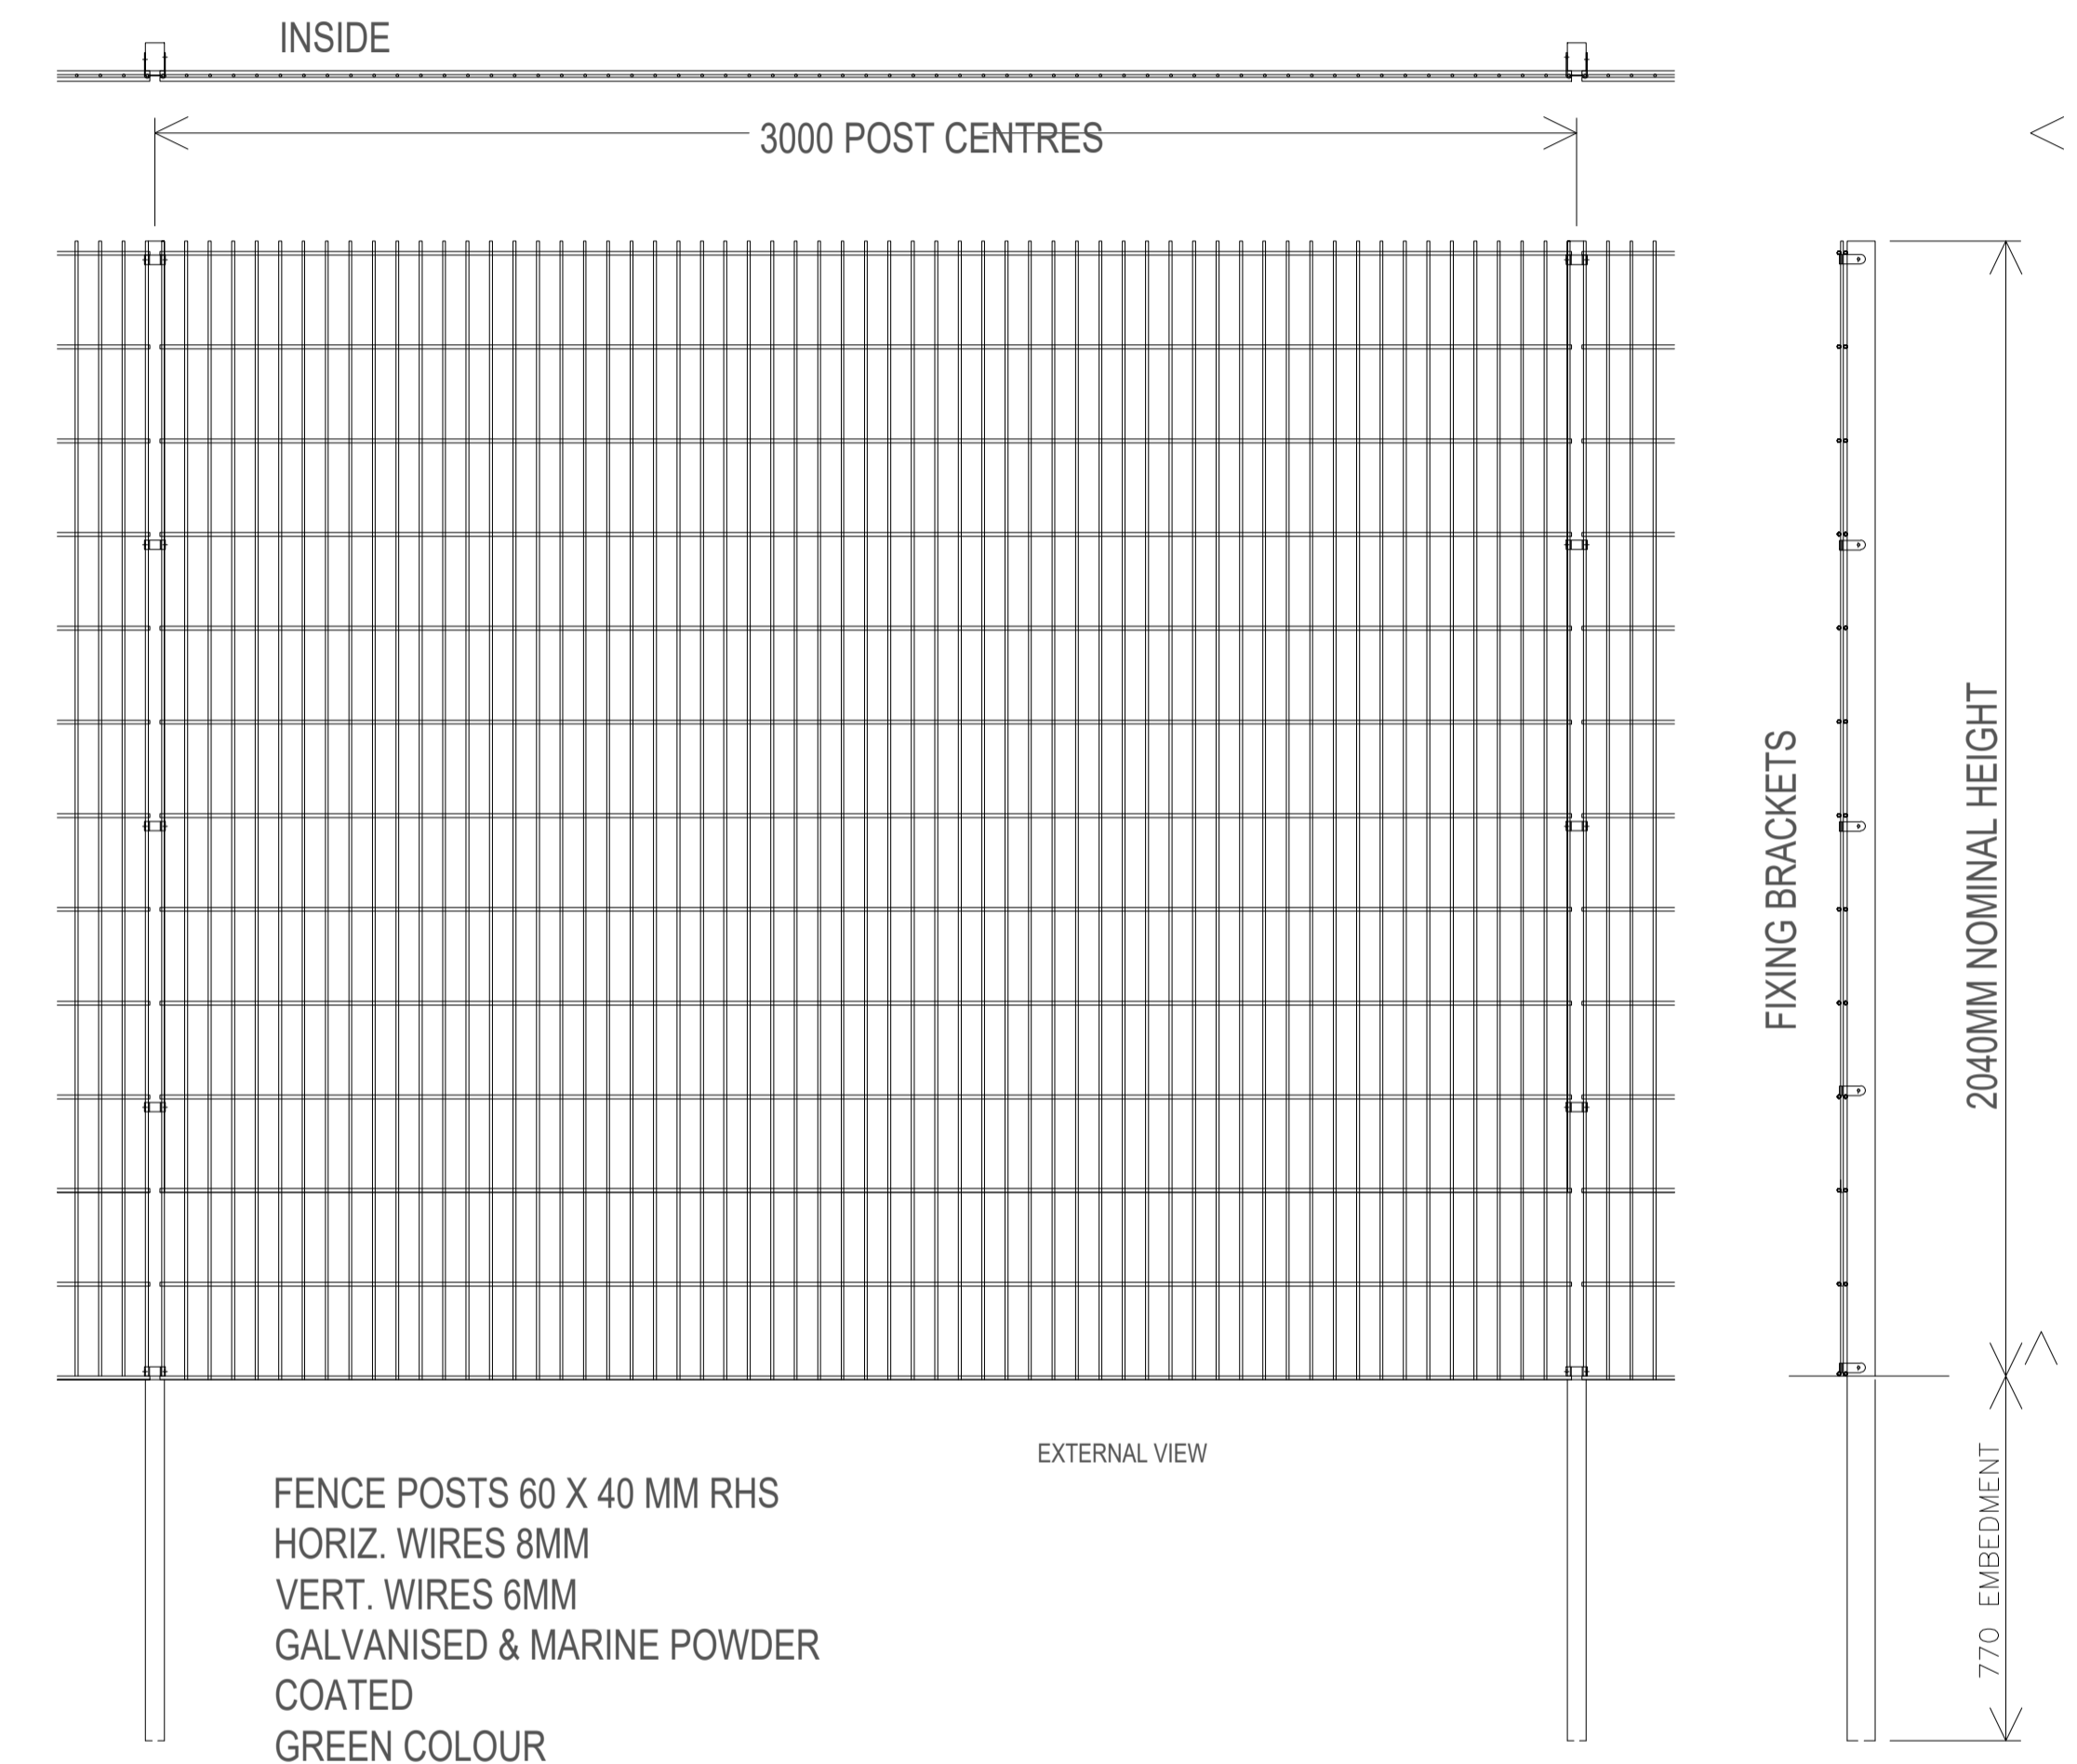 INSIDE
3000 POST CENTRES
FIXING BRACKETS
2040MM NOMINAL HEIGHT
770 EMBEDMENT
EXTERNAL VIEW
FENCE POSTS 60 X 40 MM RHS
HORIZ. WIRES 8MM
VERT. WIRES 6MM
GALVANISED & MARINE POWDER
COATED
GREEN COLOUR